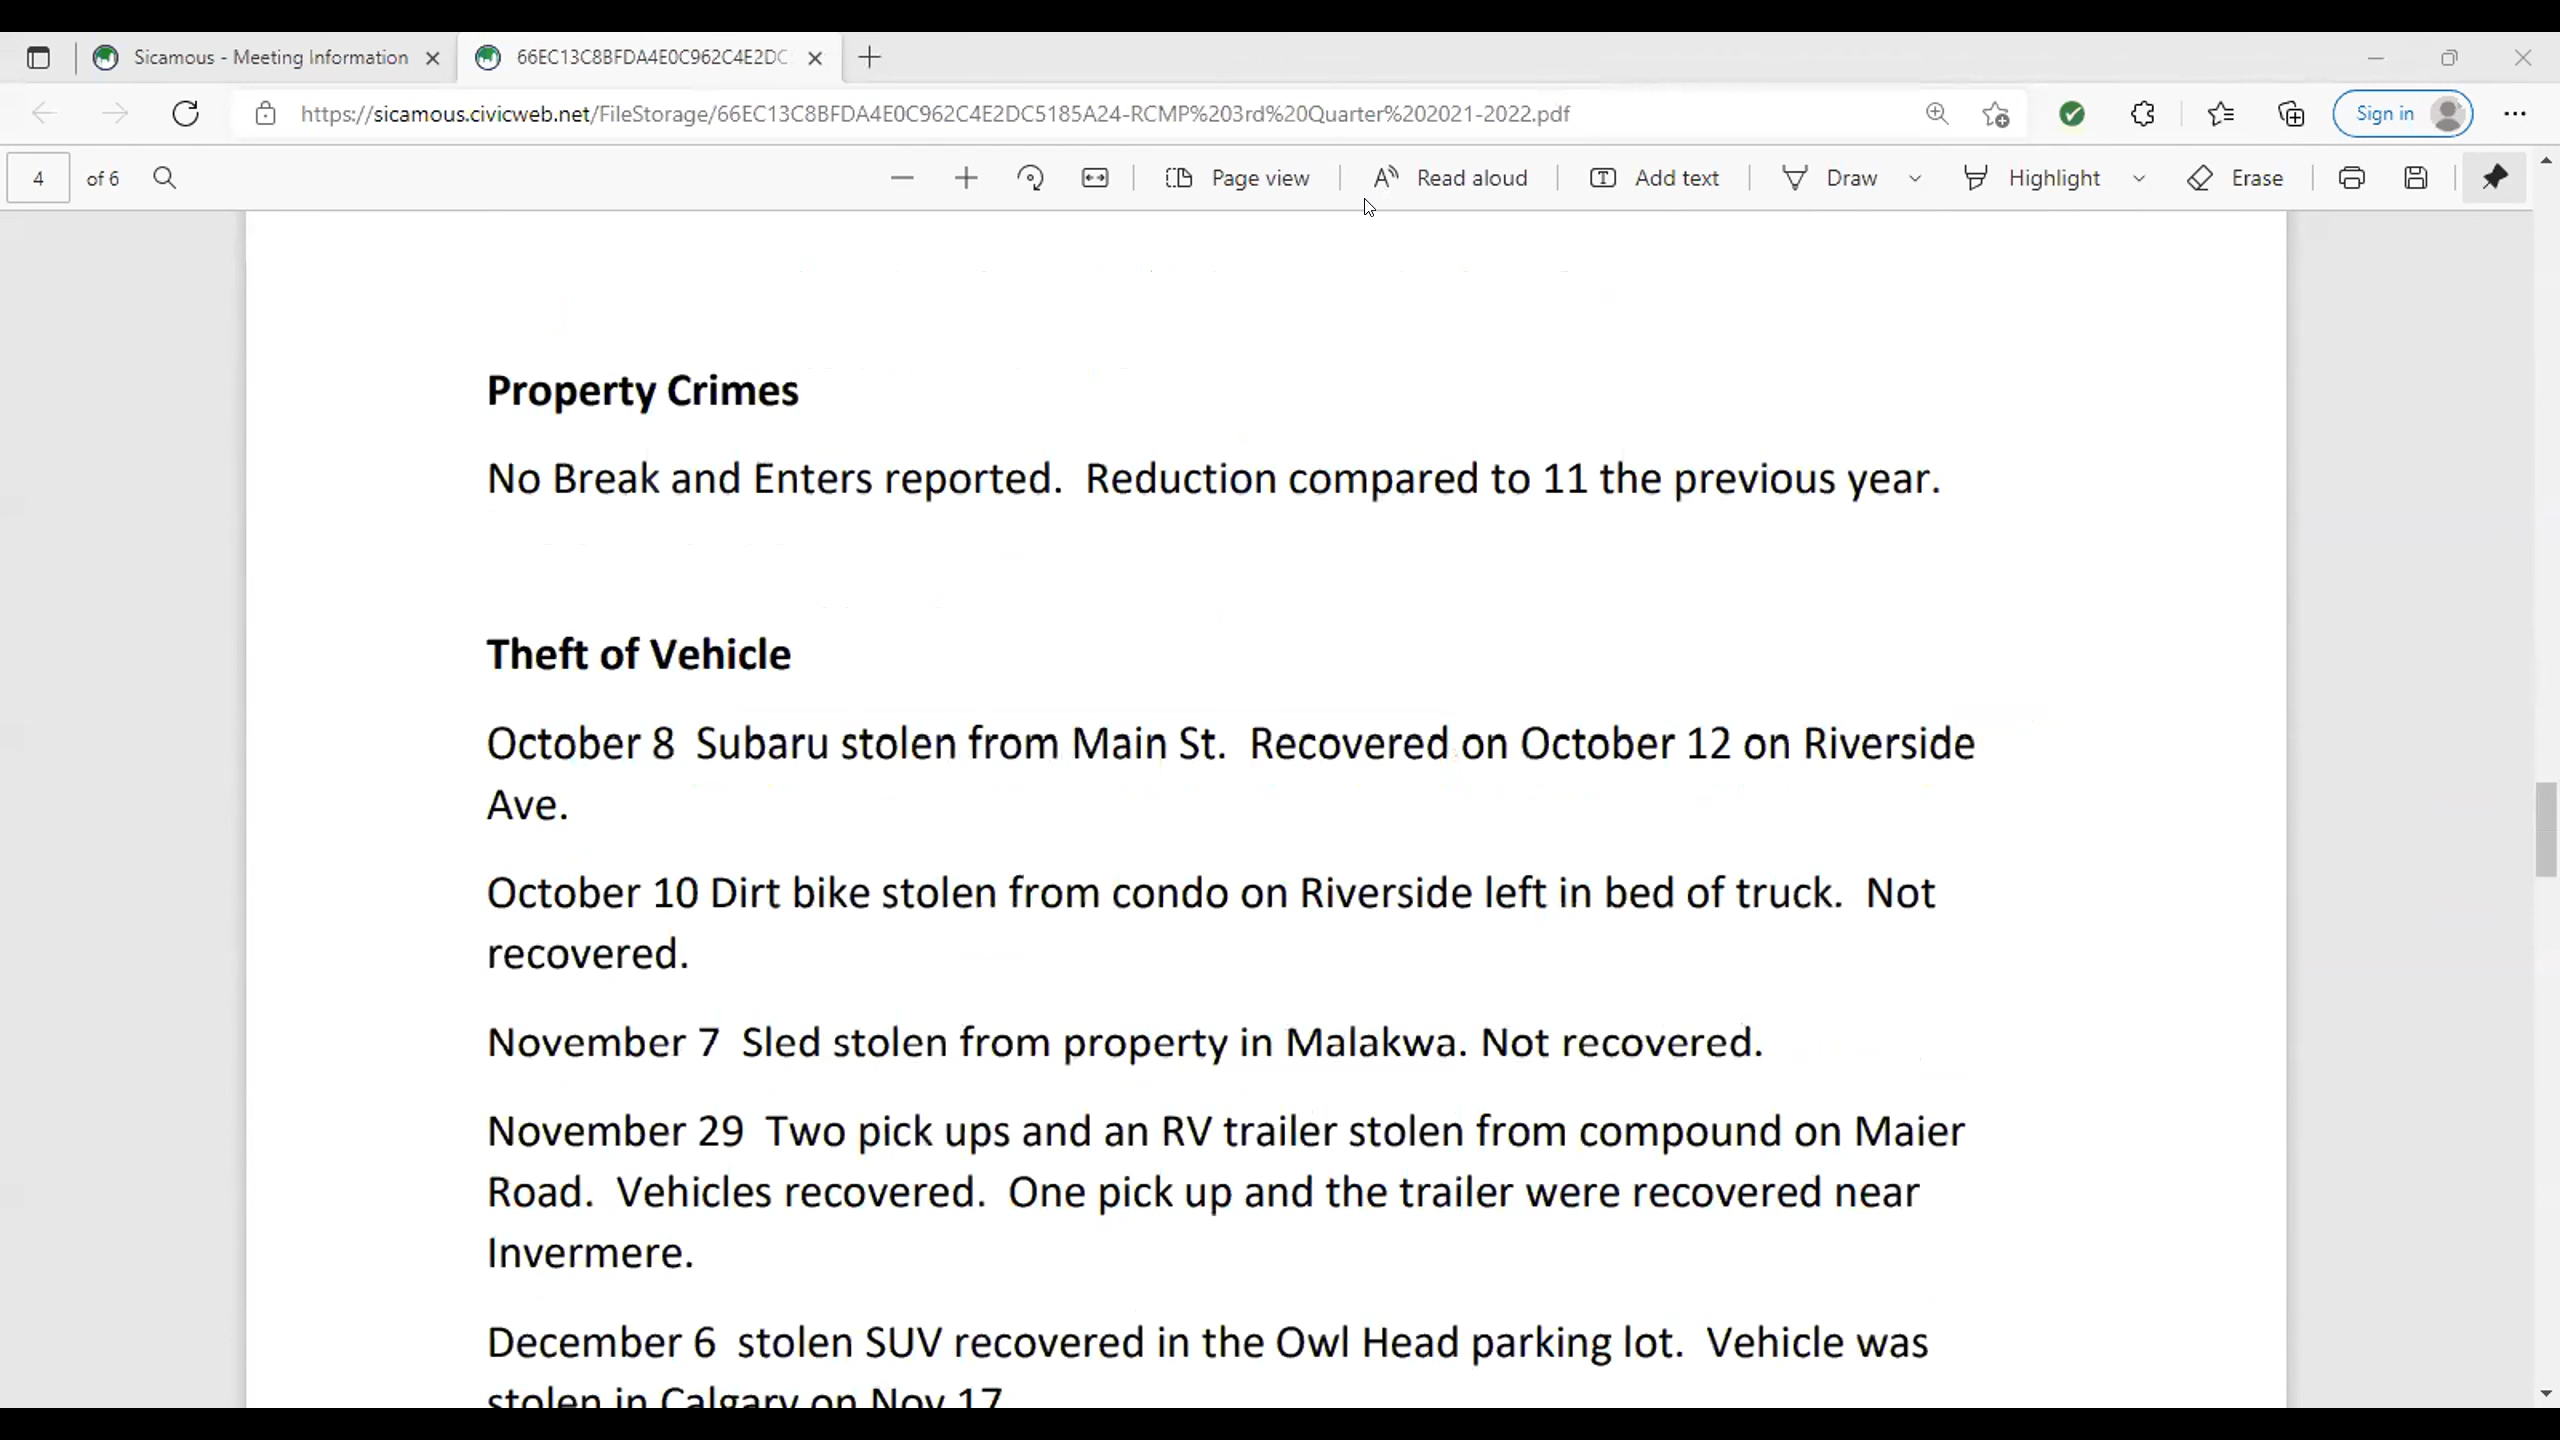 Sicamous - Meeting Information
66EC13C8BFDA4E0C962C4E2DC
https://sicamous.civicweb.net/FileStorage/66EC13C8BFDA4E0C962C4E2DC5185A24-RCMP%203rd%20Quarter%202021-2022.pdf
Sign in
4 of 6
Page view
Read aloud
Add text
Draw
Highlight
Erase
Property Crimes
No Break and Enters reported.  Reduction compared to 11 the previous year.
Theft of Vehicle
October 8  Subaru stolen from Main St.  Recovered on October 12 on Riverside
Ave.
October 10 Dirt bike stolen from condo on Riverside left in bed of truck.  Not
recovered.
November 7  Sled stolen from property in Malakwa. Not recovered.
November 29  Two pick ups and an RV trailer stolen from compound on Maier
Road.  Vehicles recovered.  One pick up and the trailer were recovered near
Invermere.
December 6  stolen SUV recovered in the Owl Head parking lot.  Vehicle was
stolen in Calgary on Nov 17